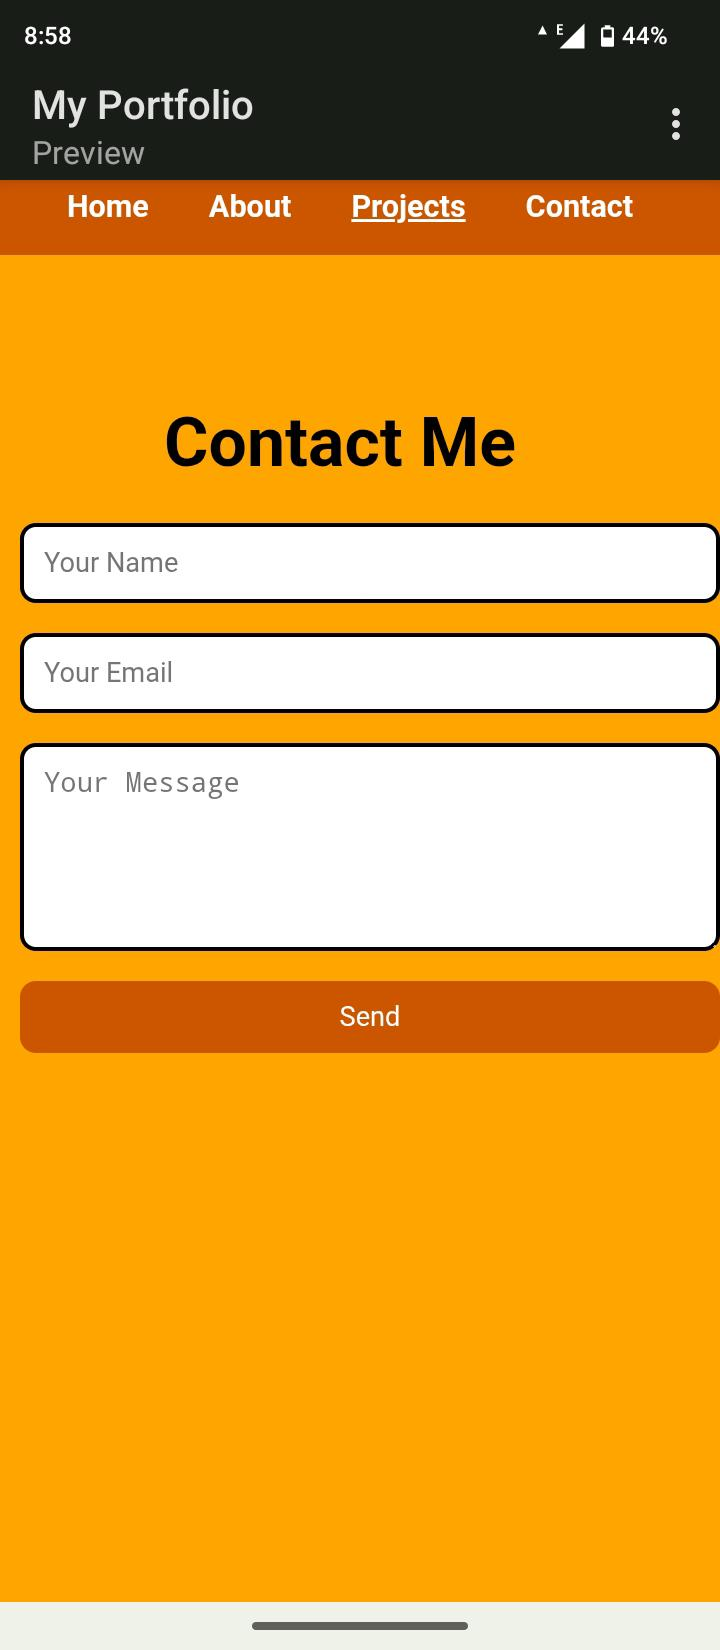 8:58 E 44%
My Portfolio
Preview
Home About Projects Contact
Contact Me
Your Name
Your Email
Your Message
Send